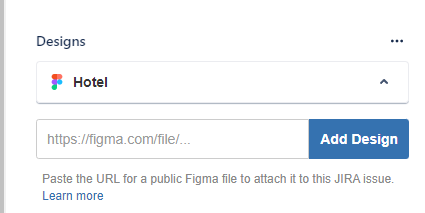 Designs
Hotel
https://figma.com/file/...
Add Design
Paste the URL for a public Figma file to attach it to this JIRA issue.
Learn more